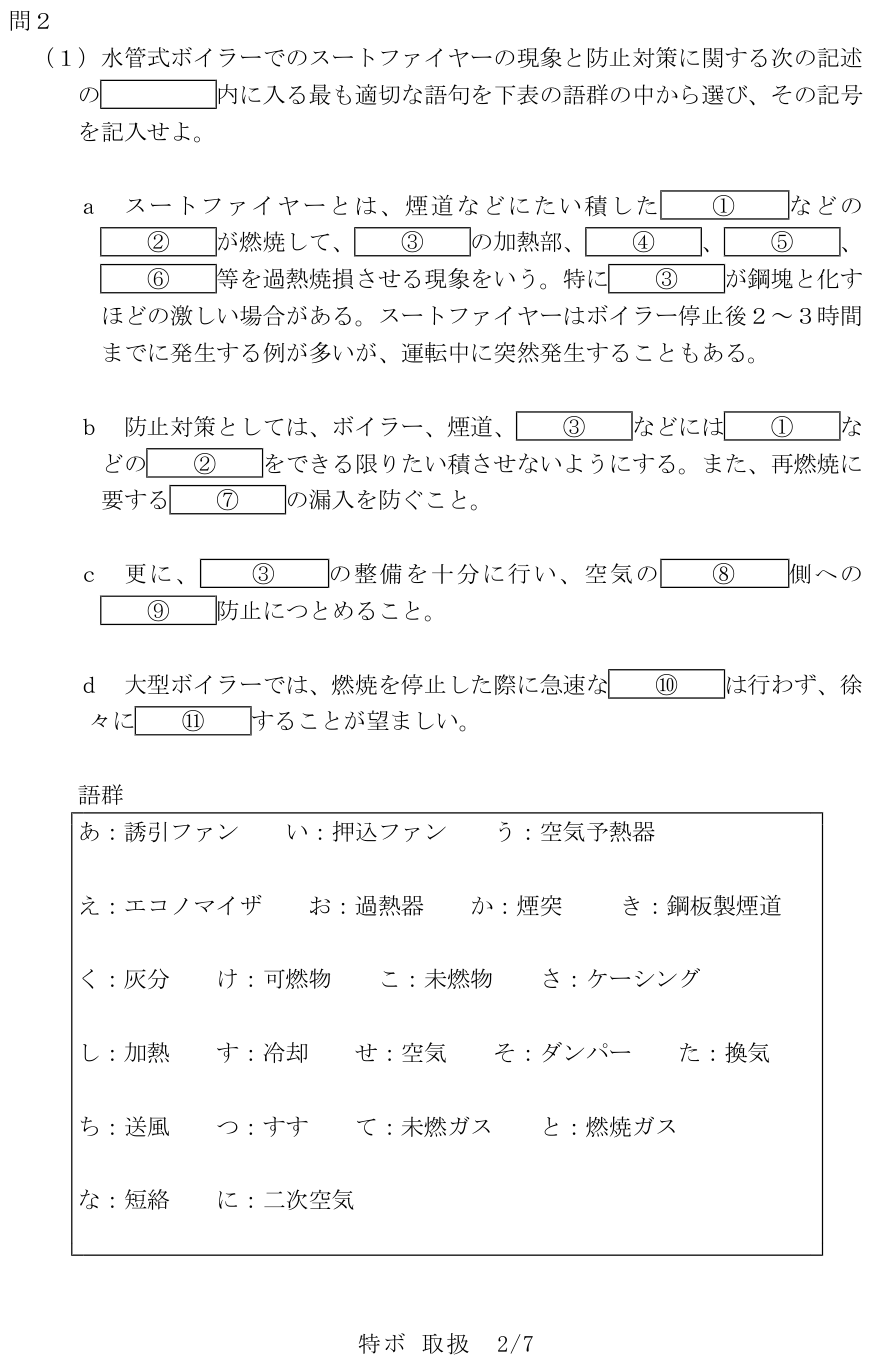 問２
（１）水管式ボイラーでのスートファイヤーの現象と防止対策に関する次の記述
の　　　　　内に入る最も適切な語句を下表の語群の中から選び、その記号
を記入せよ。
a　スートファイヤーとは、煙道などにたい積した　①　などの
②　が燃焼して、　③　の加熱部、　④　、　⑤　、
⑥　等を過熱焼損させる現象をいう。特に　③　が鋼塊と化す
ほどの激しい場合がある。スートファイヤーはボイラー停止後２～３時間
までに発生する例が多いが、運転中に突然発生することもある。
b　防止対策としては、ボイラー、煙道、　③　などには　①　な
どの　②　をできる限りたい積させないようにする。また、再燃焼に
要する　⑦　の漏入を防ぐこと。
c　更に、　③　の整備を十分に行い、空気の　⑧　側への
⑨　防止につとめること。
d　大型ボイラーでは、燃焼を停止した際に急速な　⑩　は行わず、徐
々に　⑪　することが望ましい。
語群
あ：誘引ファン　　い：押込ファン　　う：空気予熱器
え：エコノマイザ　　お：過熱器　　か：煙突　　き：鋼板製煙道
く：灰分　　け：可燃物　　こ：未燃物　　さ：ケーシング
し：加熱　　す：冷却　　せ：空気　　そ：ダンパー　　た：換気
ち：送風　　つ：すす　　て：未燃ガス　　と：燃焼ガス
な：短絡　　に：二次空気
特ボ 取扱　2/7